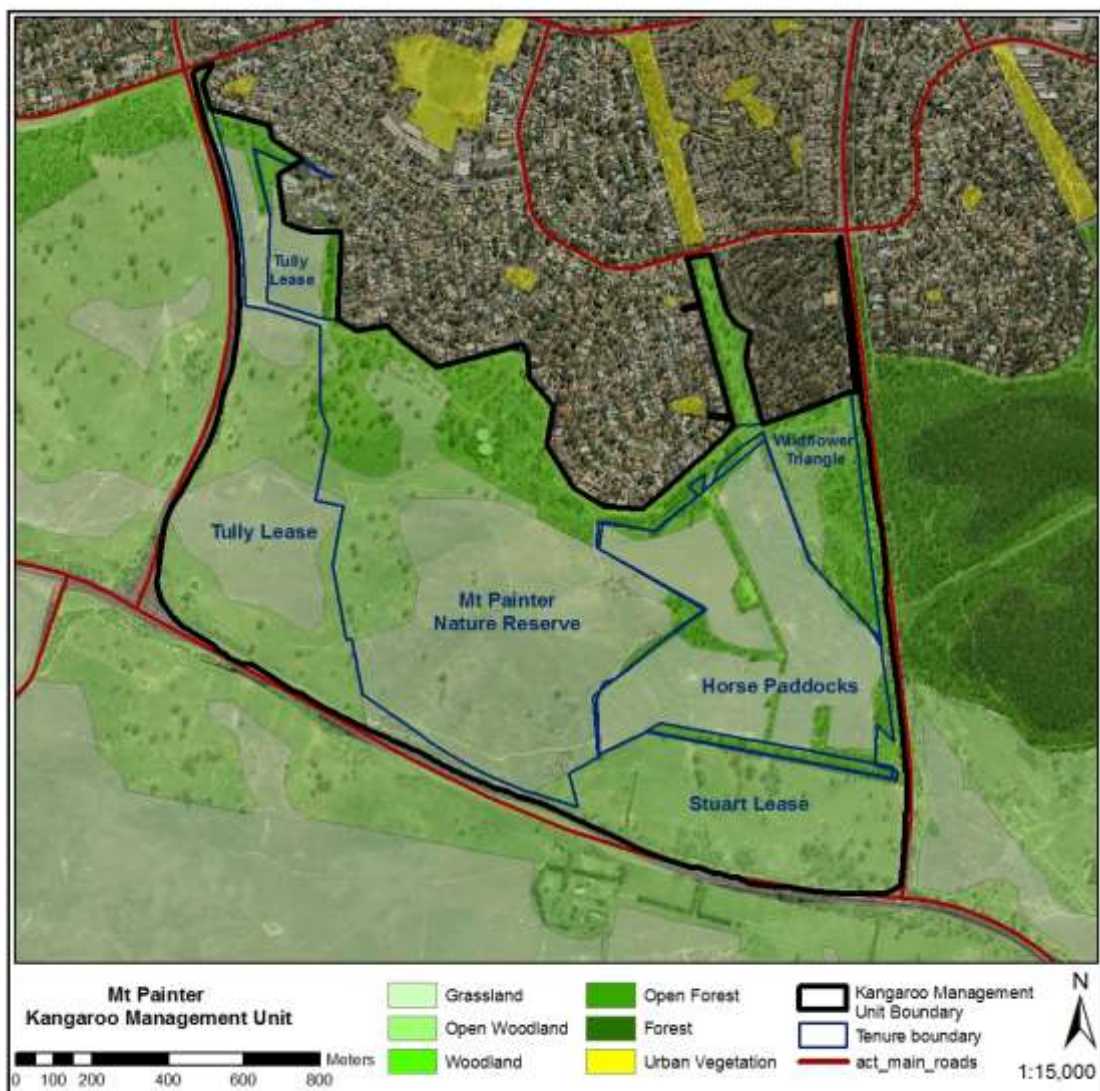 Tully
Lease
Wildflower
Triangle
Tully Lease
Mt Painter
Nature Reserve
Horse Paddocks
Stuart Lease
Mt Painter
Kangaroo Management Unit
Meters
0 100 200 400 600 800
Grassland
Open Woodland
Woodland
Open Forest
Forest
Urban Vegetation
Kangaroo Management
Unit Boundary
Tenure boundary
act_main_roads
N
1:15,000